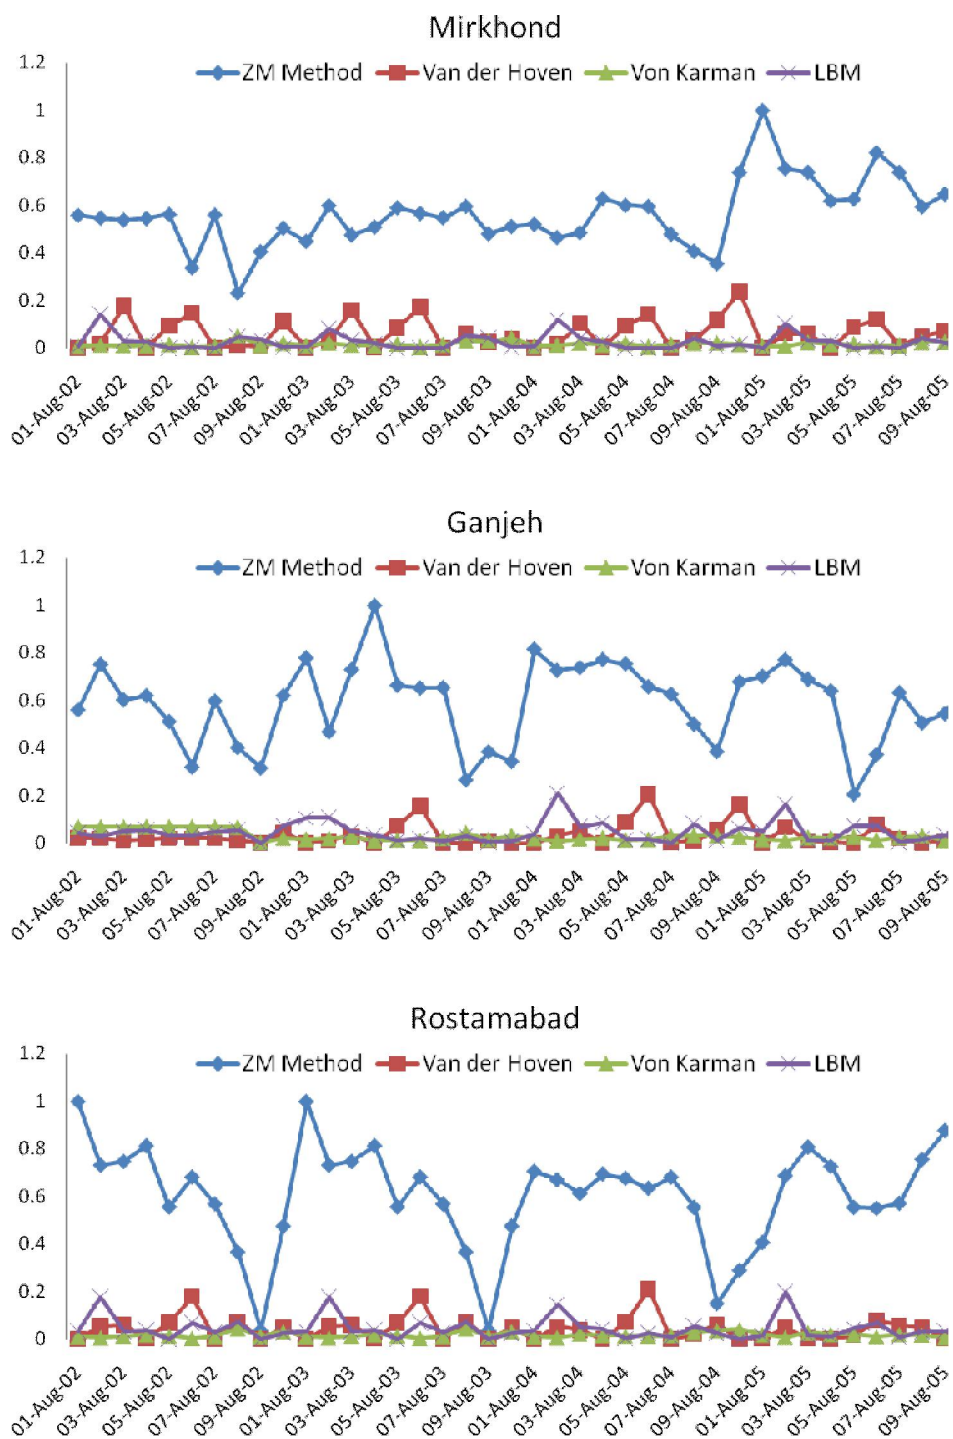 Mirkhond
1.2
ZM Method Van der Hoven Von Karman LBM
1
0.8
0.6
0.4
0.2
0
01-Aug-02 03-Aug-02 05-Aug-02 07-Aug-02 09-Aug-02 01-Aug-03 03-Aug-03 05-Aug-03 07-Aug-03 09-Aug-03 01-Aug-04 03-Aug-04 05-Aug-04 07-Aug-04 09-Aug-04 01-Aug-05 03-Aug-05 05-Aug-05 07-Aug-05 09-Aug-05
Ganjeh
1.2
ZM Method Van der Hoven Von Karman LBM
1
0.8
0.6
0.4
0.2
0
01-Aug-02 03-Aug-02 05-Aug-02 07-Aug-02 09-Aug-02 01-Aug-03 03-Aug-03 05-Aug-03 07-Aug-03 09-Aug-03 01-Aug-04 03-Aug-04 05-Aug-04 07-Aug-04 09-Aug-04 01-Aug-05 03-Aug-05 05-Aug-05 07-Aug-05 09-Aug-05
Rostamabad
1.2
ZM Method Van der Hoven Von Karman LBM
1
0.8
0.6
0.4
0.2
0
01-Aug-02 03-Aug-02 05-Aug-02 07-Aug-02 09-Aug-02 01-Aug-03 03-Aug-03 05-Aug-03 07-Aug-03 09-Aug-03 01-Aug-04 03-Aug-04 05-Aug-04 07-Aug-04 09-Aug-04 01-Aug-05 03-Aug-05 05-Aug-05 07-Aug-05 09-Aug-05